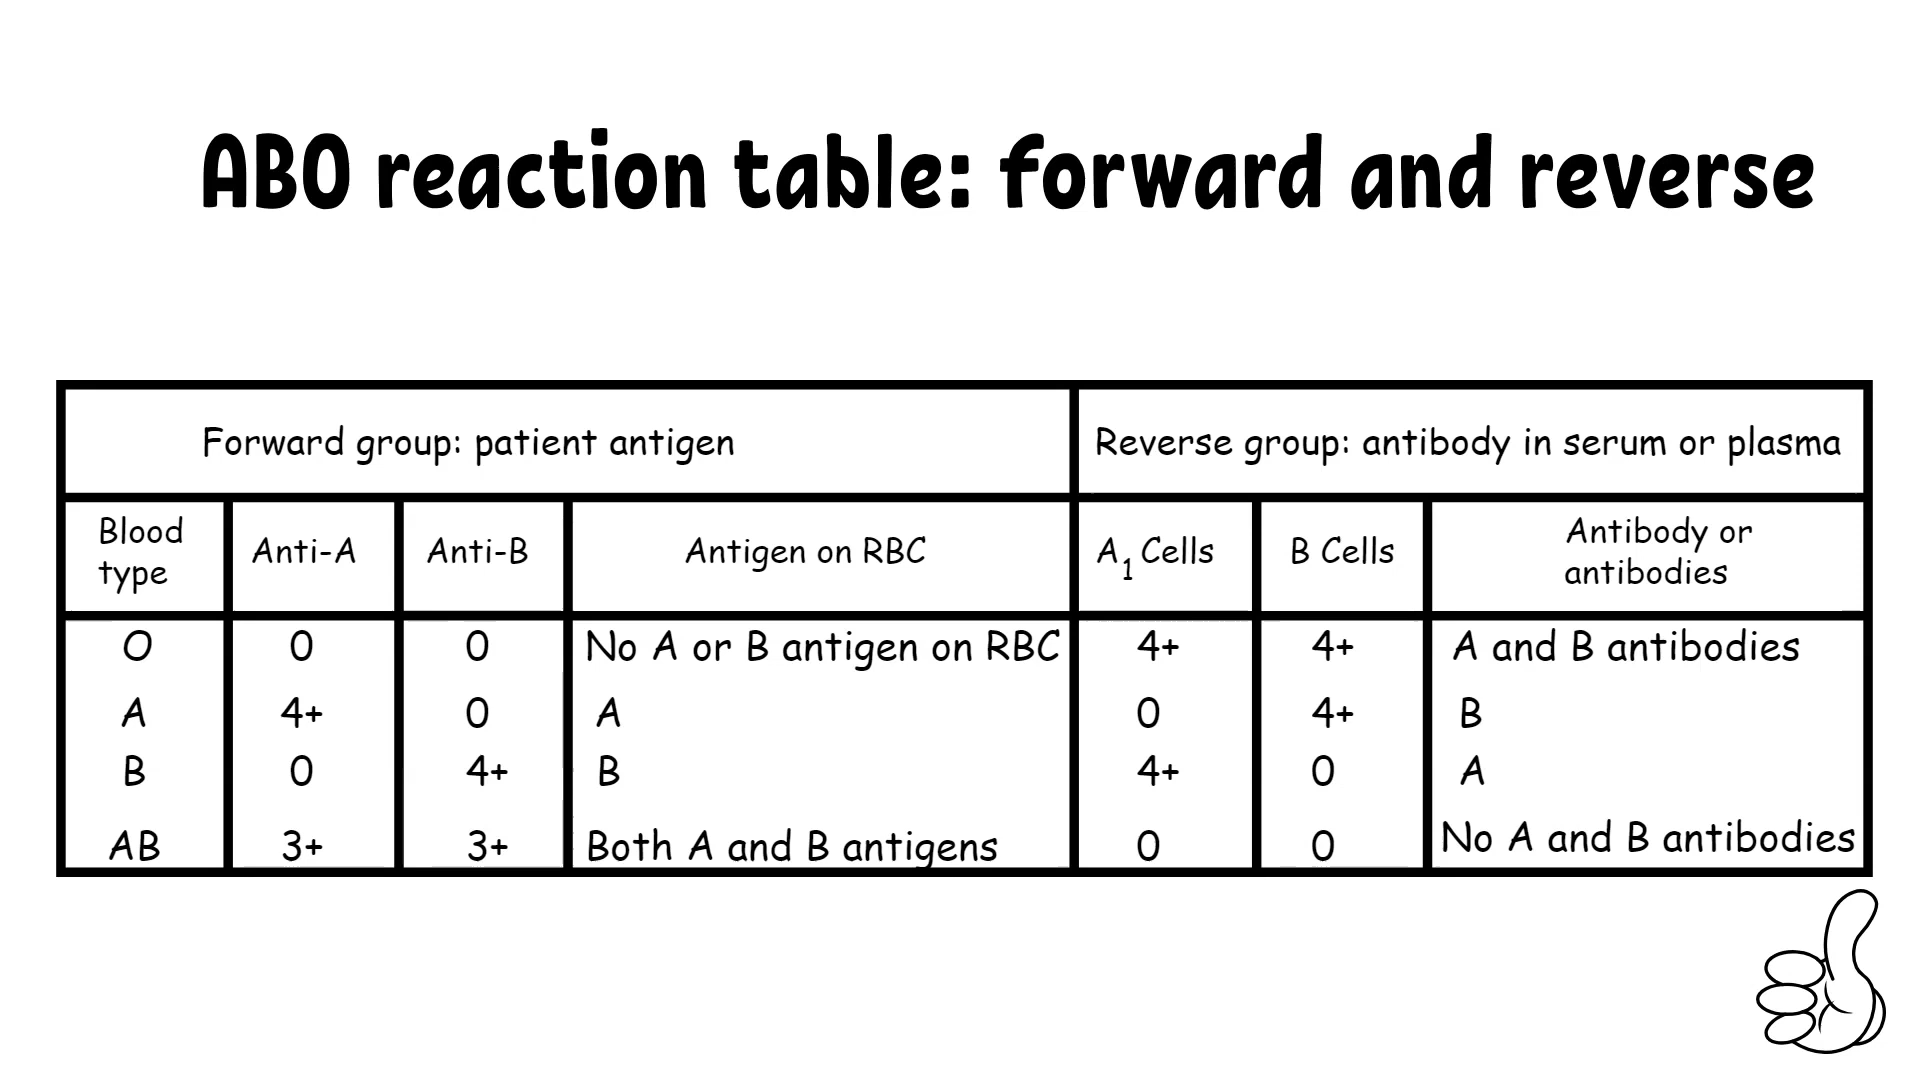 ABO reaction table: forward and reverse
Forward group: patient antigen
Reverse group: antibody in serum or plasma
Blood
type
Anti-A
Anti-B
Antigen on RBC
A1 Cells
B Cells
Antibody or
antibodies
O 0 0 No A or B antigen on RBC 4+ 4+ A and B antibodies
A 4+ 0 A 0 4+ B
B 0 4+ B 4+ 0 A
AB 3+ 3+ Both A and B antigens 0 0 No A and B antibodies